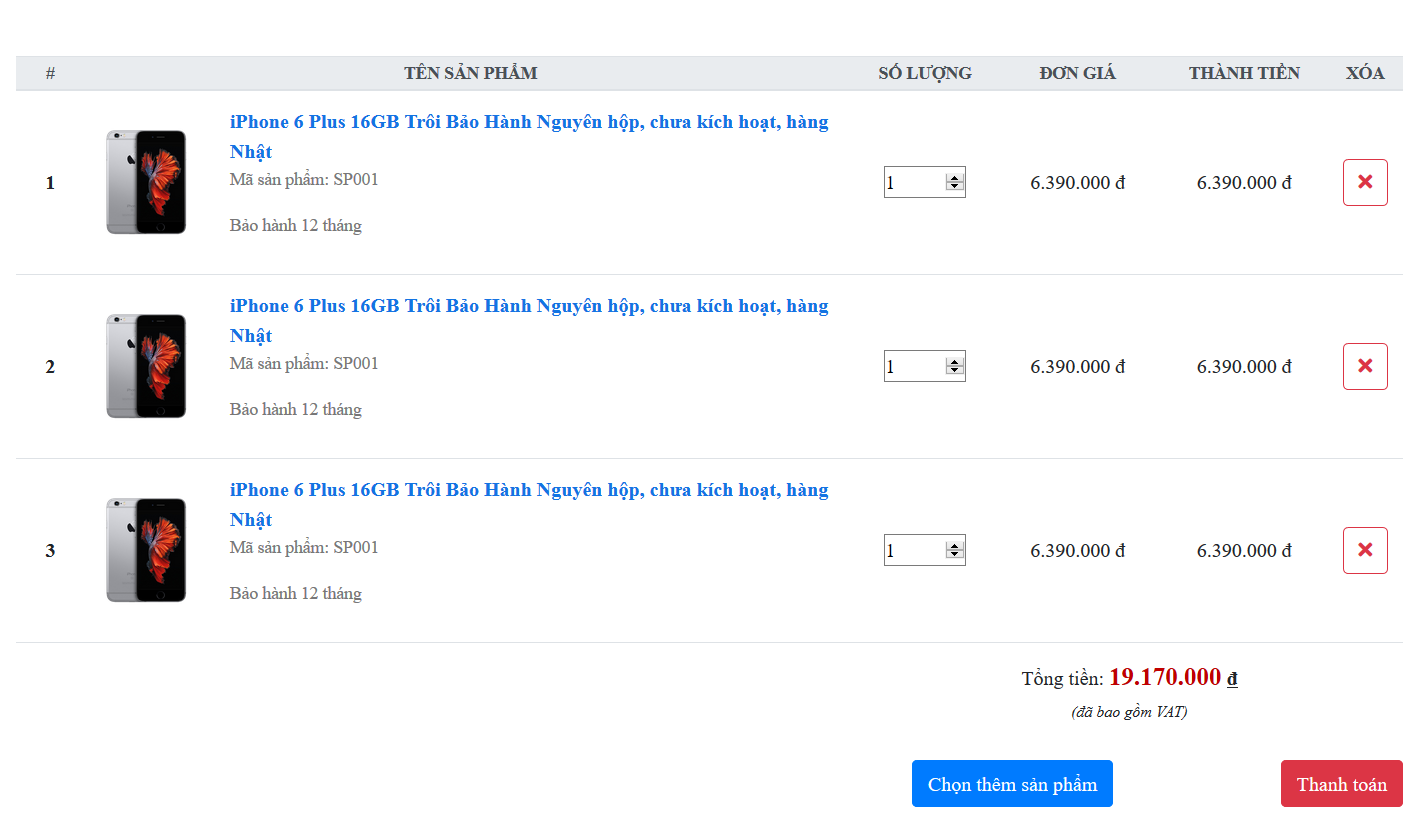 # TÊN SẢN PHẨM SỐ LƯỢNG ĐƠN GIÁ THÀNH TIỀN XÓA
iPhone 6 Plus 16GB Trôi Bảo Hành Nguyên hộp, chưa kích hoạt, hàng
Nhật
1 Mã sản phẩm: SP001 1 6.390.000 đ 6.390.000 đ
Bảo hành 12 tháng
iPhone 6 Plus 16GB Trôi Bảo Hành Nguyên hộp, chưa kích hoạt, hàng
Nhật
2 Mã sản phẩm: SP001 1 6.390.000 đ 6.390.000 đ
Bảo hành 12 tháng
iPhone 6 Plus 16GB Trôi Bảo Hành Nguyên hộp, chưa kích hoạt, hàng
Nhật
3 Mã sản phẩm: SP001 1 6.390.000 đ 6.390.000 đ
Bảo hành 12 tháng
Tổng tiền: 19.170.000 đ
(đã bao gồm VAT)
Chọn thêm sản phẩm Thanh toán